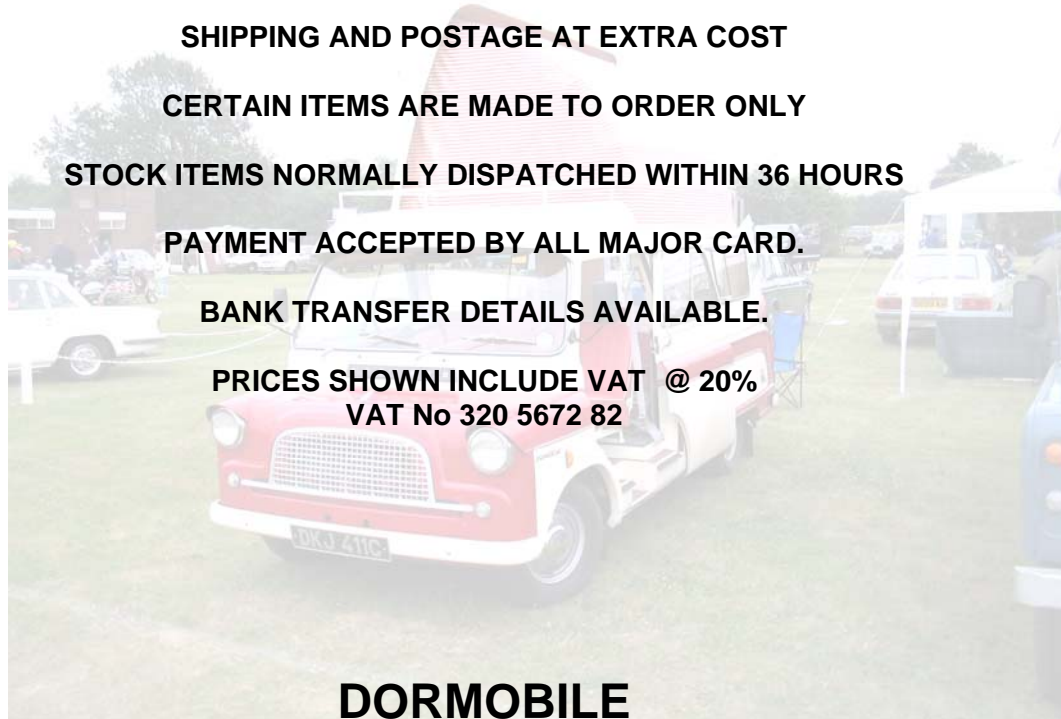 SHIPPING AND POSTAGE AT EXTRA COST
CERTAIN ITEMS ARE MADE TO ORDER ONLY
STOCK ITEMS NORMALLY DISPATCHED WITHIN 36 HOURS
PAYMENT ACCEPTED BY ALL MAJOR CARD.
BANK TRANSFER DETAILS AVAILABLE.
PRICES SHOWN INCLUDE VAT @ 20%
VAT No 320 5672 82
DKJ 411C
DORMOBILE